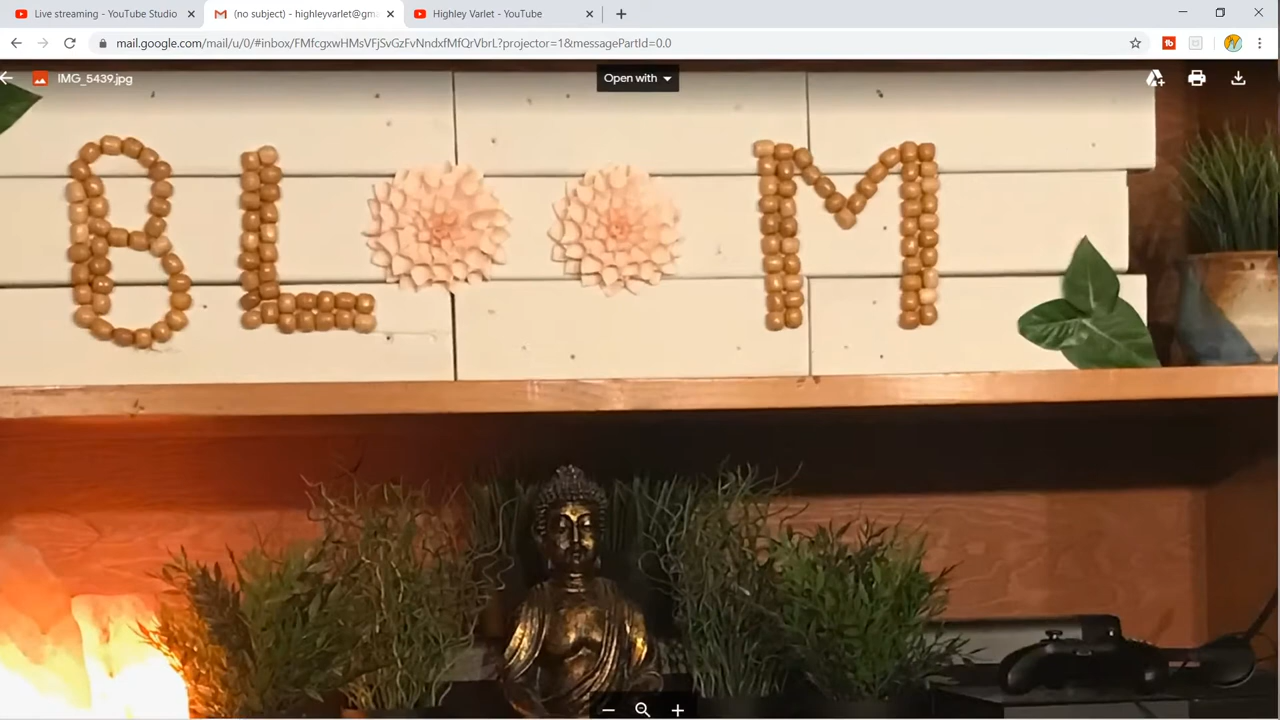 Live streaming - YouTube Studio
(no subject) - highleyvarlet@gm
Highley Varlet - YouTube
mail.google.com/mail/u/0/#inbox/FMfcgxwHMsVFjSvGzFvNndxfMfQrVbrL?projector=1&messagePartId=0.0
IMG_5439.jpg
Open with
BLOOM